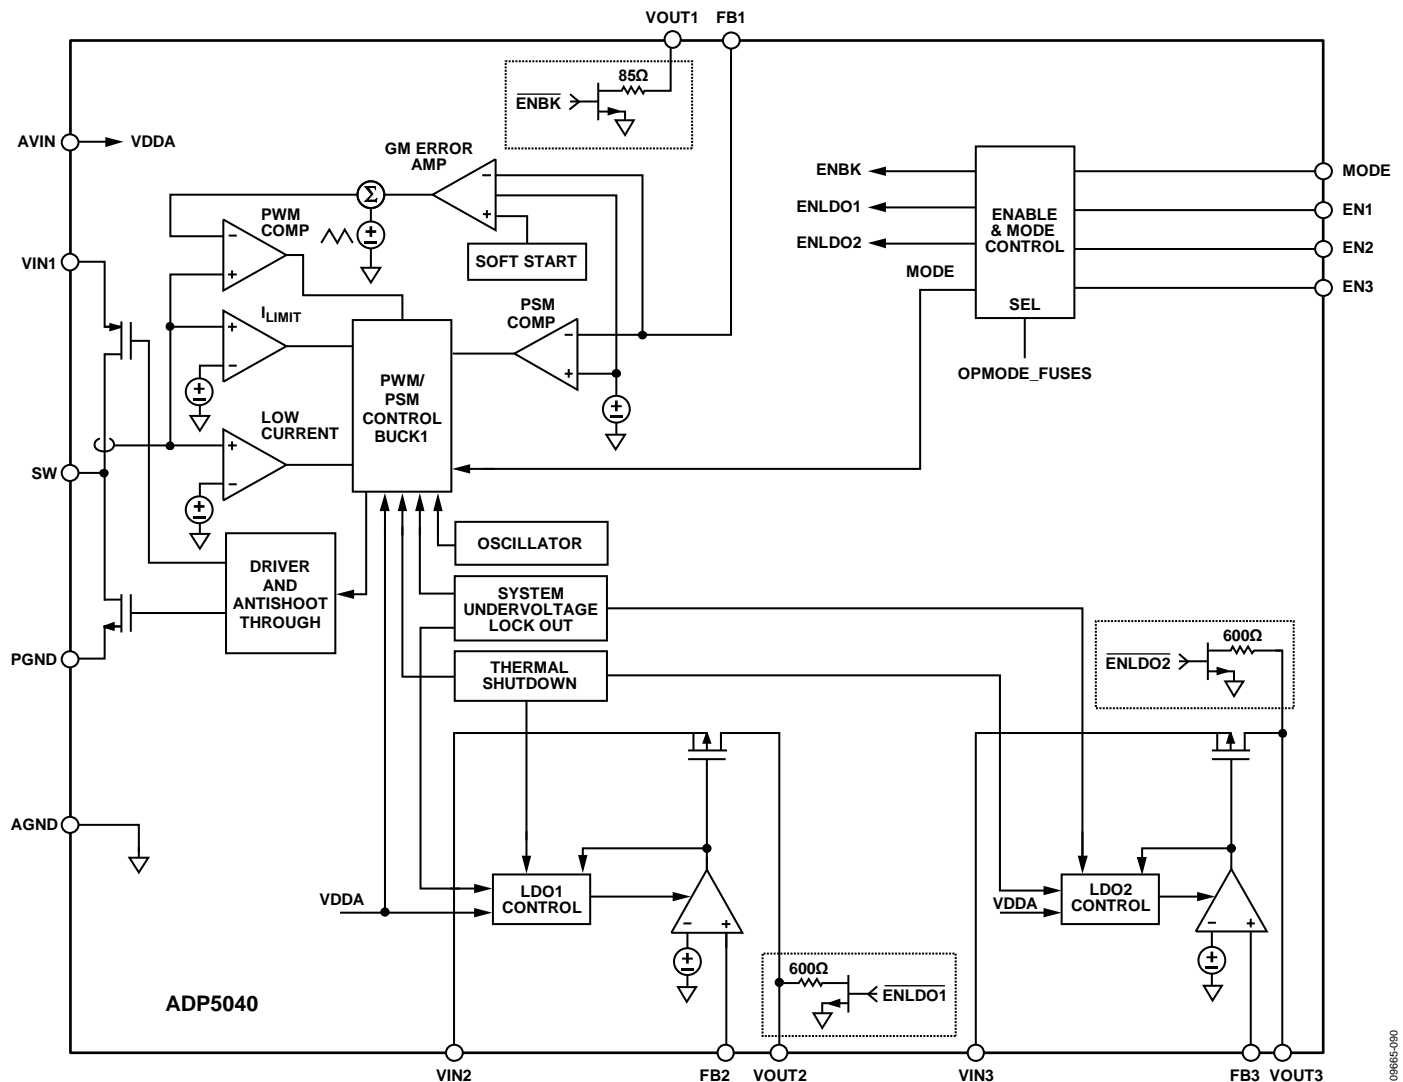 VOUT1 FB1
85Ω
ENBK
AVIN
VDDA
GM ERROR
AMP
Σ
PWM
COMP
SOFT START
VIN1
ENBK
ENLDO1
ENLDO2
MODE
ENABLE
& MODE
CONTROL
SEL
OPMODE_FUSES
MODE
EN1
EN2
EN3
ILIMIT
PSM
COMP
PWM/
PSM
CONTROL
BUCK1
LOW
CURRENT
SW
OSCILLATOR
DRIVER
AND
ANTISHOOT
THROUGH
SYSTEM
UNDERVOLTAGE
LOCK OUT
THERMAL
SHUTDOWN
PGND
600Ω
ENLDO2
AGND
VDDA
LDO1
CONTROL
VDDA
LDO2
CONTROL
600Ω
ENLDO1
ADP5040
VIN2
FB2
VOUT2
VIN3
FB3
VOUT3
09665-090